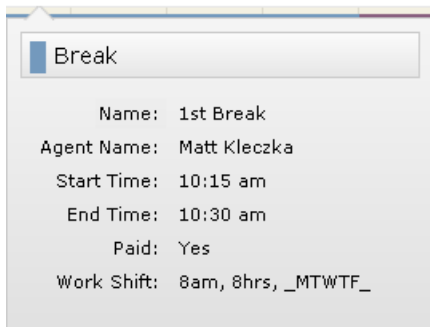 Break
Name: 1st Break
Agent Name: Matt Kleczka
Start Time: 10:15 am
End Time: 10:30 am
Paid: Yes
Work Shift: 8am, 8hrs, _MTWTF_